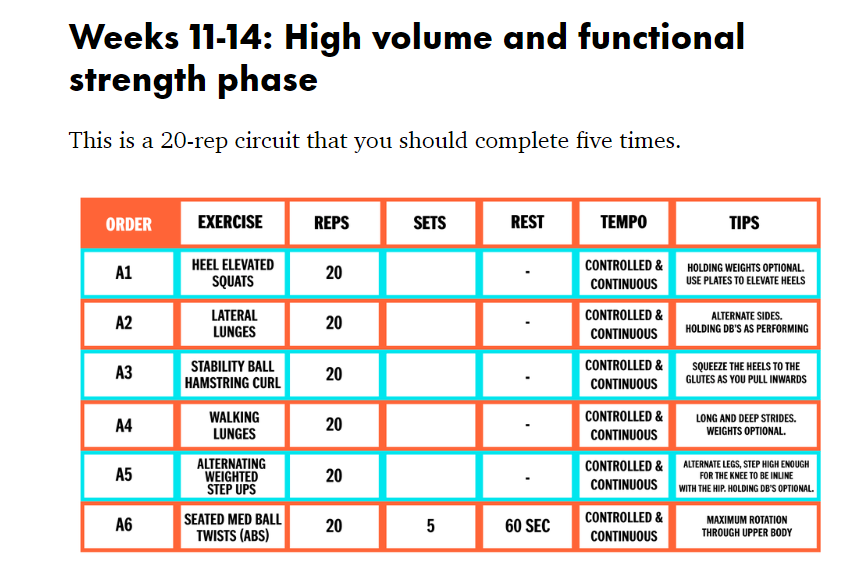 Weeks 11-14: High volume and functional
strength phase
This is a 20-rep circuit that you should complete five times.
ORDER EXERCISE REPS SETS REST TEMPO TIPS
A1 HEEL ELEVATED SQUATS 20 - CONTROLLED & CONTINUOUS HOLDING WEIGHTS OPTIONAL. USE PLATES TO ELEVATE HEELS
A2 LATERAL LUNGES 20 - CONTROLLED & CONTINUOUS ALTERNATE SIDES. HOLDING DB'S AS PERFORMING
A3 STABILITY BALL HAMSTRING CURL 20 - CONTROLLED & CONTINUOUS SQUEEZE THE HEELS TO THE GLUTES AS YOU PULL INWARDS
A4 WALKING LUNGES 20 - CONTROLLED & CONTINUOUS LONG AND DEEP STRIDES. WEIGHTS OPTIONAL.
A5 ALTERNATING WEIGHTED STEP UPS 20 - CONTROLLED & CONTINUOUS ALTERNATE LEGS, STEP HIGH ENOUGH FOR THE KNEE TO BE INLINE WITH THE HIP. HOLDING DB'S OPTIONAL.
A6 SEATED MED BALL TWISTS (ABS) 20 5 60 SEC CONTROLLED & CONTINUOUS MAXIMUM ROTATION THROUGH UPPER BODY